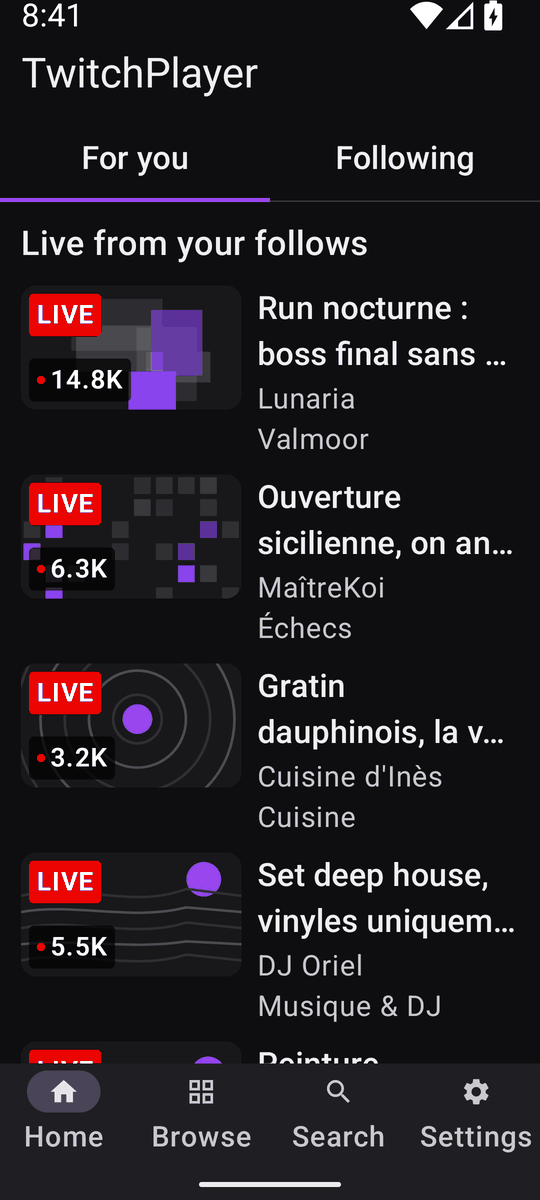 8:41
TwitchPlayer
For you
Following
Live from your follows
LIVE
14.8K
Run nocturne :
boss final sans ...
Lunaria
Valmoor
LIVE
6.3K
Ouverture
sicilienne, on an...
MaîtreKoi
Échecs
LIVE
3.2K
Gratin
dauphinois, la v...
Cuisine d'Inès
Cuisine
LIVE
5.5K
Set deep house,
vinyles uniquem...
DJ Oriel
Musique & DJ
LIVE
Peinture
Home
Browse
Search
Settings